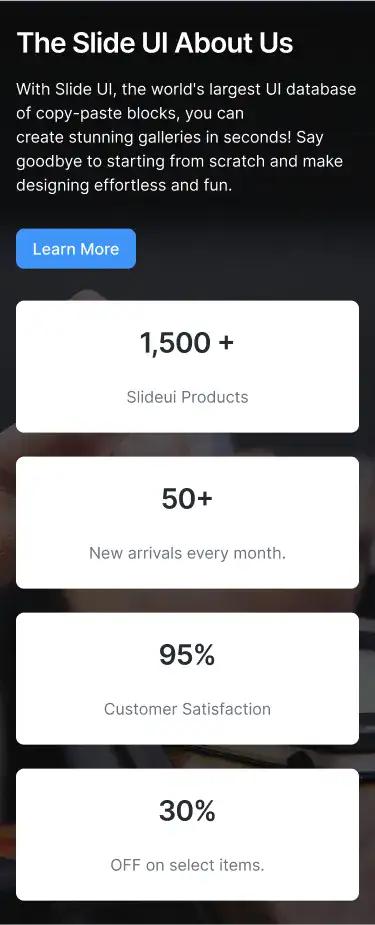 The Slide UI About Us
With Slide UI, the world's largest UI database
of copy-paste blocks, you can
create stunning galleries in seconds! Say
goodbye to starting from scratch and make
designing effortless and fun.
Learn More
1,500 +
Slideui Products
50+
New arrivals every month.
95%
Customer Satisfaction
30%
OFF on select items.